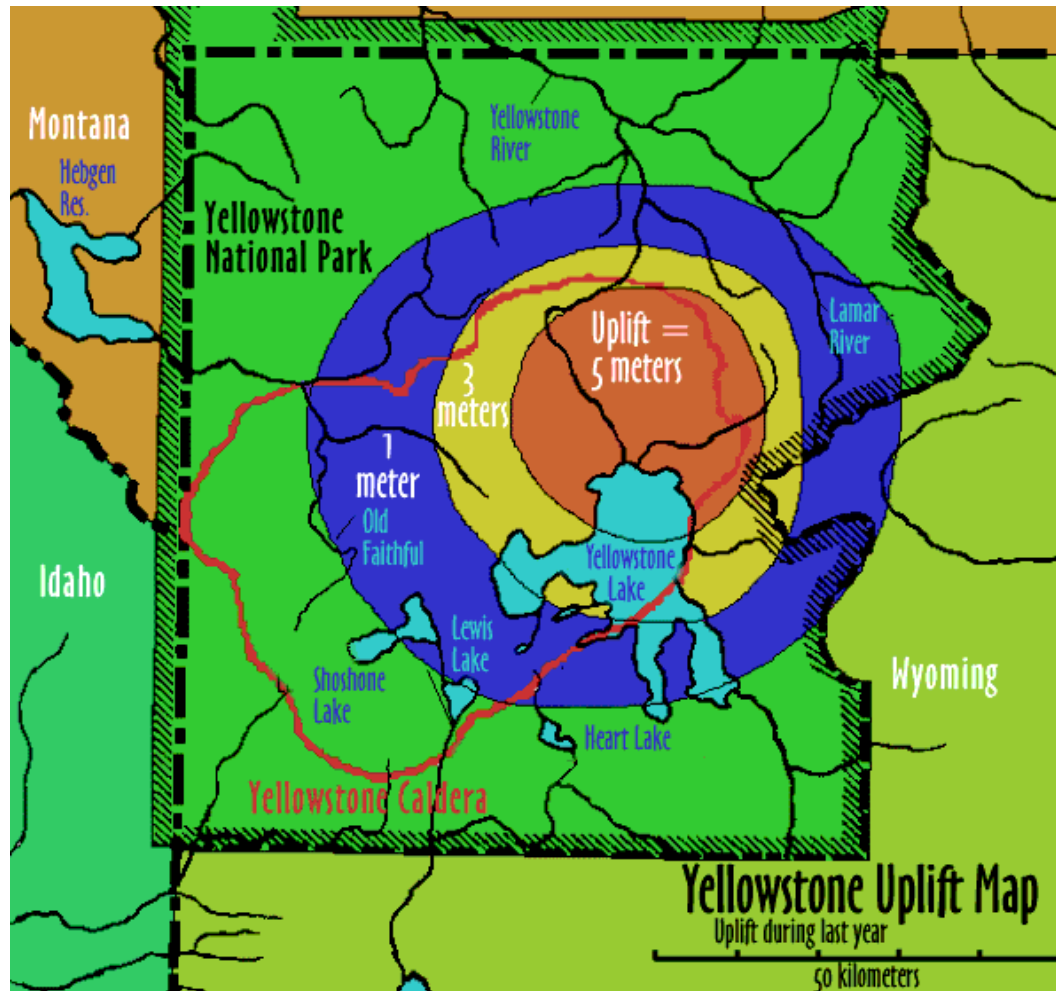 Montana
Hebgen
Res.
Yellowstone
River
Yellowstone
National Park
Lamar
River
Uplift =
5 meters
3
meters
1
meter
Old
Faithful
Yellowstone
Lake
Idaho
Lewis
Lake
Shoshone
Lake
Wyoming
Heart Lake
Yellowstone Caldera
Yellowstone Uplift Map
Uplift during last year
50 kilometers